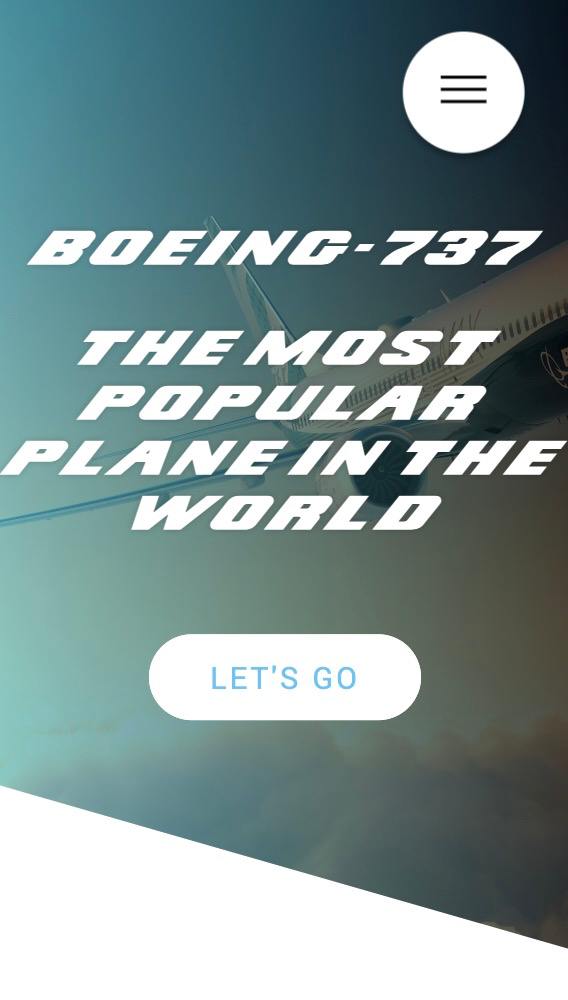 BOEING-737
THE MOST
POPULAR
PLANE IN THE
WORLD
LET'S GO